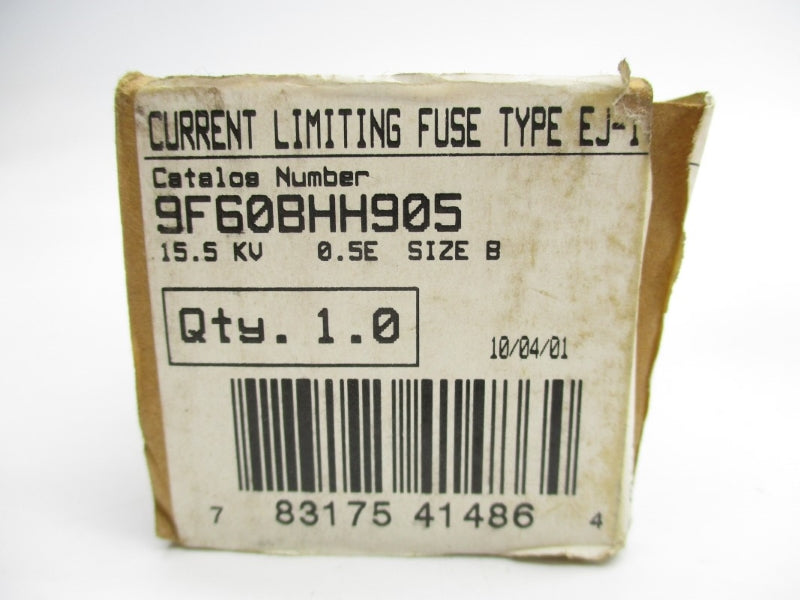 CURRENT LIMITING FUSE TYPE EJ-1
Catalog Number
9F60BHH905
15.5 KV 0.5E SIZE B
Qty. 1.0
10/04/01
7 83175 41486 4